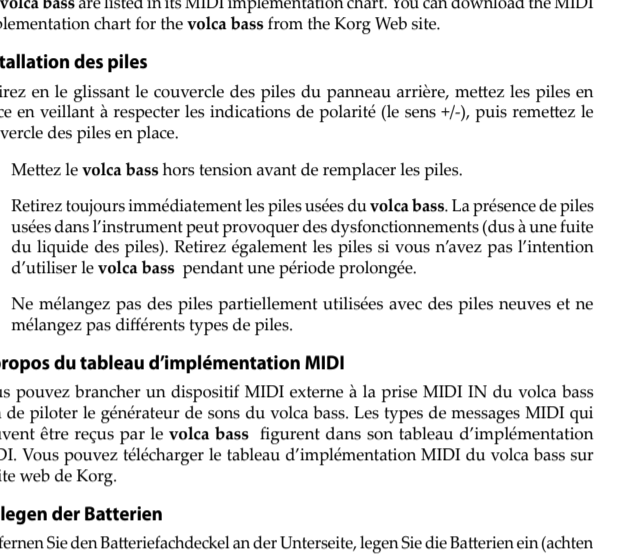 volca bass are listed in its MIDI implementation chart. You can download the MIDI
plementation chart for the volca bass from the Korg Web site.
tallation des piles
irez en le glissant le couvercle des piles du panneau arrière, mettez les piles en
ce en veillant à respecter les indications de polarité (le sens +/-), puis remettez le
vercle des piles en place.
Mettez le volca bass hors tension avant de remplacer les piles.
Retirez toujours immédiatement les piles usées du volca bass. La présence de piles
usées dans l'instrument peut provoquer des dysfonctionnements (dus à une fuite
du liquide des piles). Retirez également les piles si vous n'avez pas l'intention
d'utiliser le volca bass pendant une période prolongée.
Ne mélangez pas des piles partiellement utilisées avec des piles neuves et ne
mélangez pas différents types de piles.
propos du tableau d'implémentation MIDI
us pouvez brancher un dispositif MIDI externe à la prise MIDI IN du volca bass
de piloter le générateur de sons du volca bass. Les types de messages MIDI qui
uvent être reçus par le volca bass figurent dans son tableau d'implémentation
DI. Vous pouvez télécharger le tableau d'implémentation MIDI du volca bass sur
ite web de Korg.
legen der Batterien
fernen Sie den Batteriefachdeckel an der Unterseite, legen Sie die Batterien ein (achten